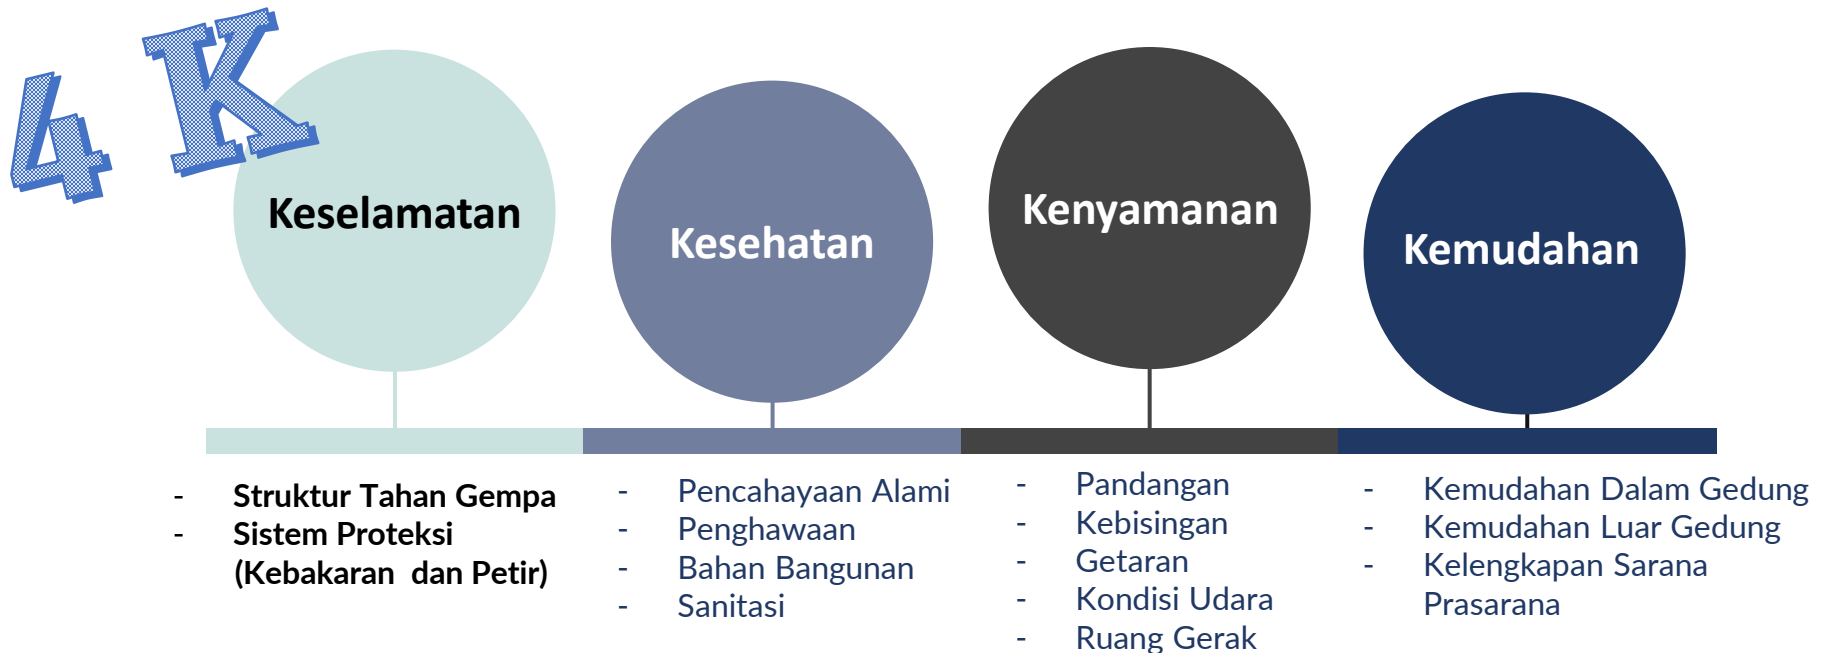 4 K
Keselamatan
Kesehatan
Kenyamanan
Kemudahan
- Struktur Tahan Gempa
- Sistem Proteksi
(Kebakaran dan Petir)
- Pencahayaan Alami
- Penghawaan
- Bahan Bangunan
- Sanitasi
- Pandangan
- Kebisingan
- Getaran
- Kondisi Udara
- Ruang Gerak
- Kemudahan Dalam Gedung
- Kemudahan Luar Gedung
- Kelengkapan Sarana
Prasarana